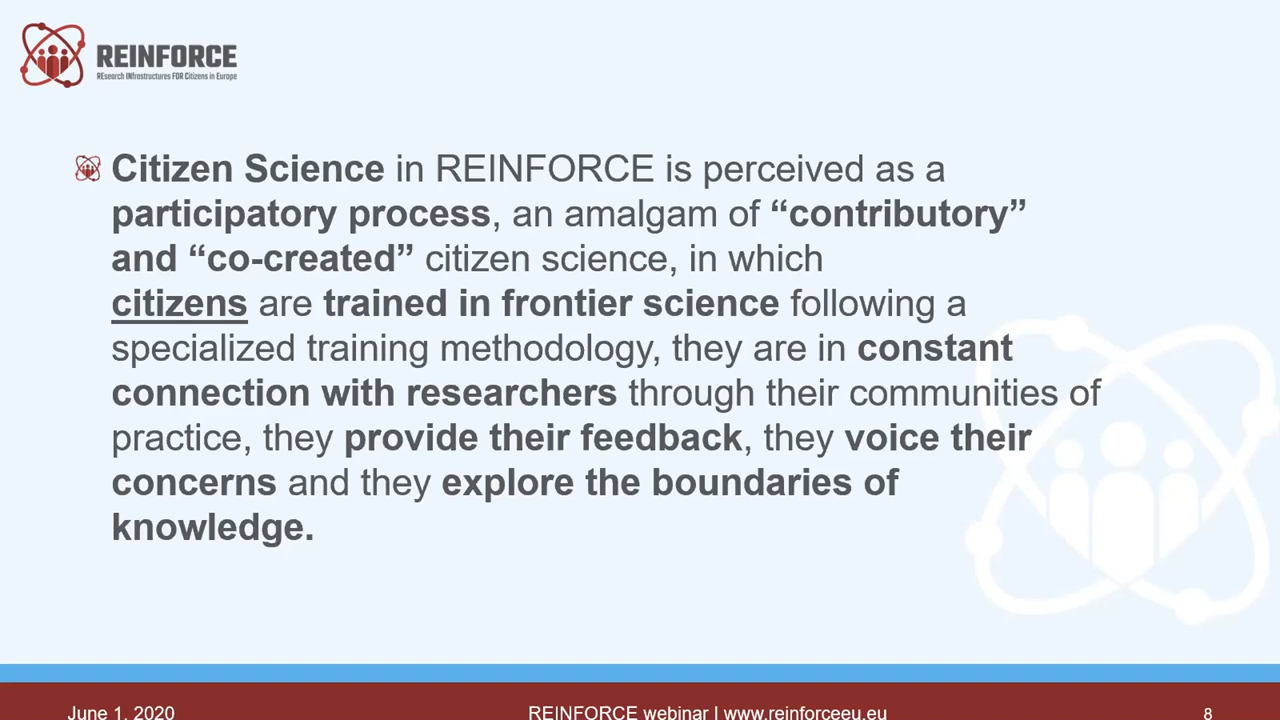 REINFORCE
REsearch INfrastructures FOR Citizens in Europe
Citizen Science in REINFORCE is perceived as a
participatory process, an amalgam of “contributory”
and “co-created” citizen science, in which
citizens are trained in frontier science following a
specialized training methodology, they are in constant
connection with researchers through their communities of
practice, they provide their feedback, they voice their
concerns and they explore the boundaries of
knowledge.
June 1, 2020
REINFORCE webinar | www.reinforceeu.eu
8